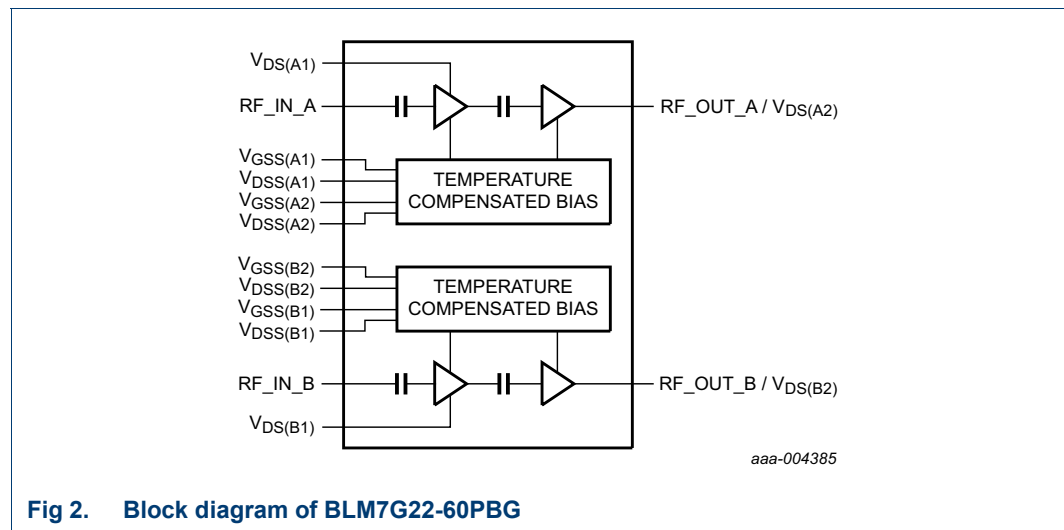 VDS(A1)
RF_IN_A
RF_OUT_A / VDS(A2)
VGSS(A1)
VDSS(A1)
VGSS(A2)
VDSS(A2)
TEMPERATURE
COMPENSATED BIAS
VGSS(B2)
VDSS(B2)
VGSS(B1)
VDSS(B1)
TEMPERATURE
COMPENSATED BIAS
RF_IN_B
RF_OUT_B / VDS(B2)
VDS(B1)
aaa-004385
Fig 2. Block diagram of BLM7G22-60PBG